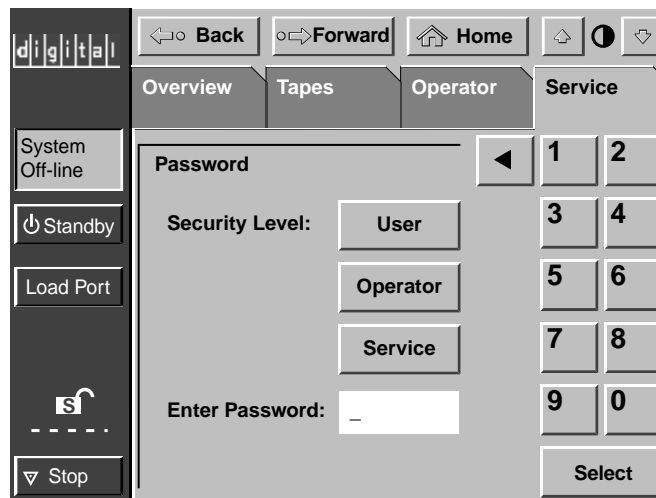 digital
Back Forward Home
Overview Tapes Operator Service
System
Off-line
Standby
Load Port
S
Stop
Password
Security Level: User
Operator
Service
Enter Password: _
1 2
3 4
5 6
7 8
9 0
Select